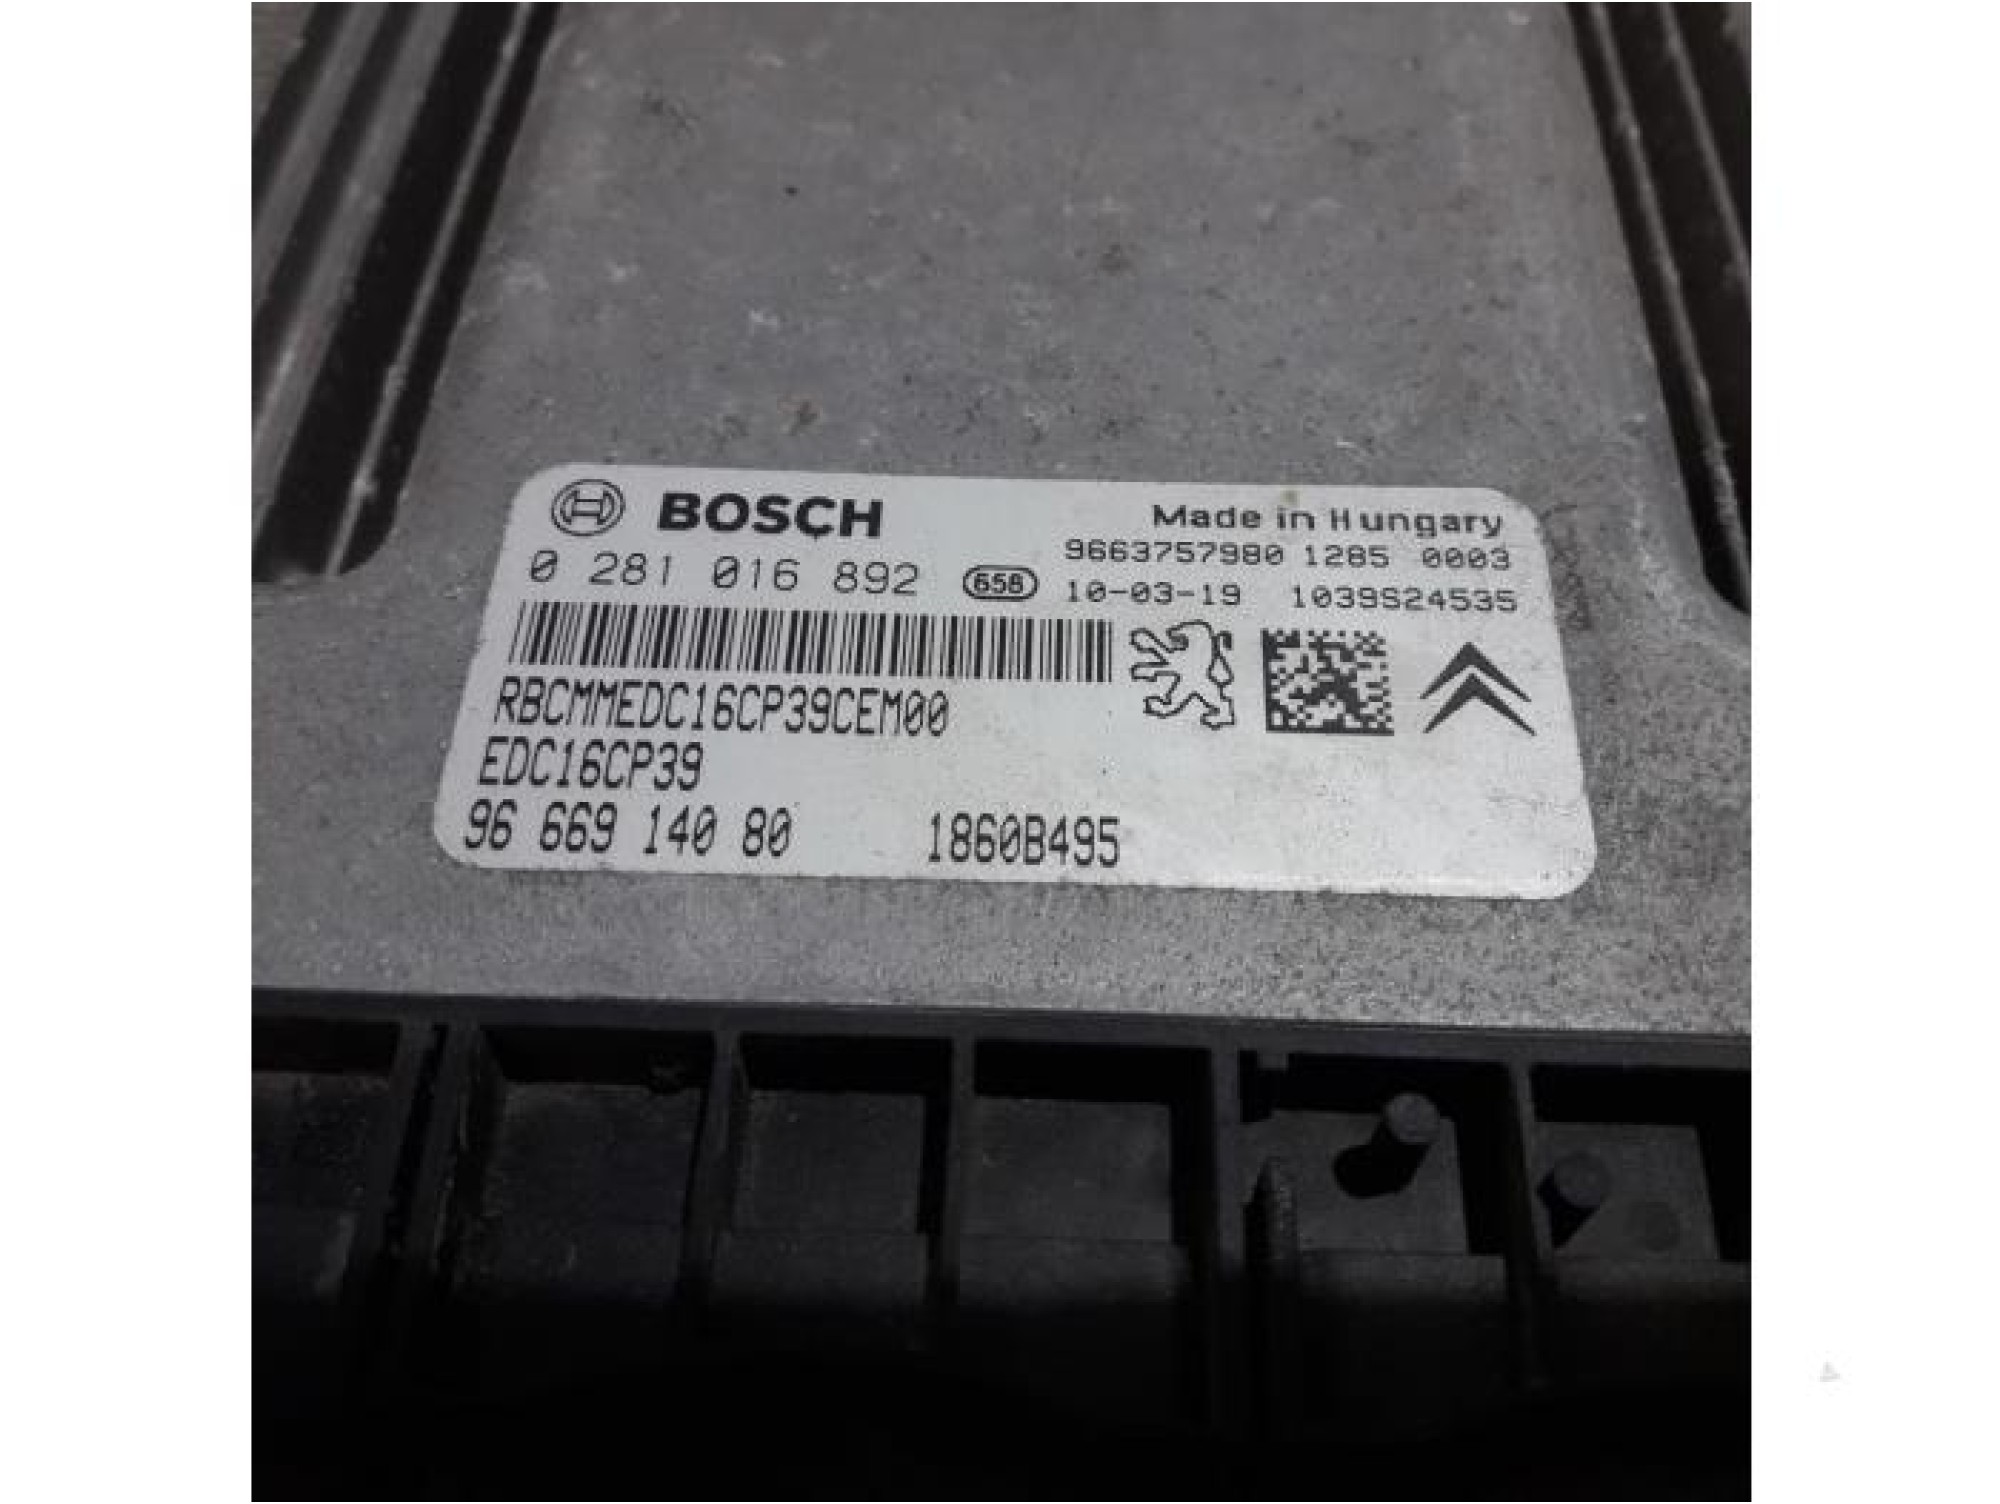 BOSCH
Made in Hungary
0 281 016 892
658
9663757980 1285 0003
10-03-19 1039S24535
RBCMMEDC16CP39CEM00
EDC16CP39
96 669 140 80 1860B495